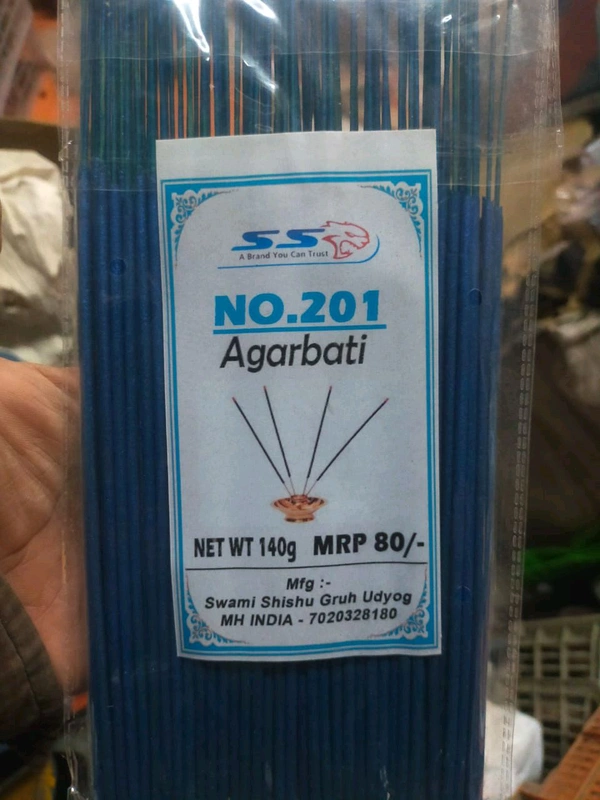 SS
A Brand You Can Trust
NO.201
Agarbati
NET WT 140g MRP 80/-
Mfg :-
Swami Shishu Gruh Udyog
MH INDIA - 7020328180